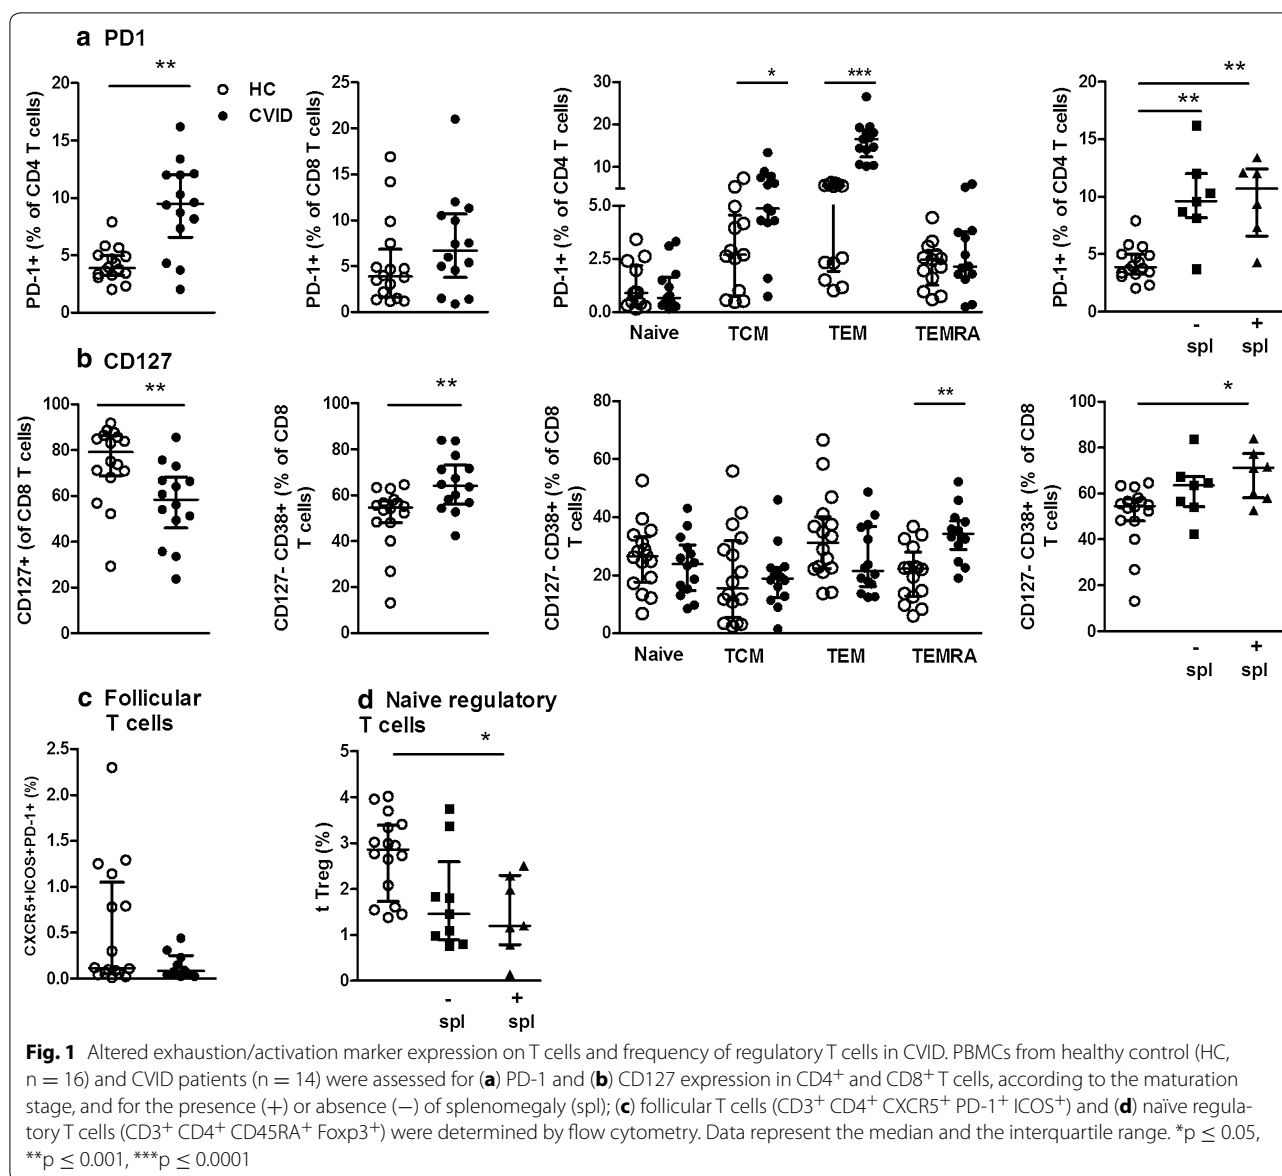 a PD1
PD-1+ (% of CD4 T cells)
20
15
10
5
0
**
HC
CVID
PD-1+ (% of CD8 T cells)
25
20
15
10
5
0
PD-1+ (% of CD4 T cells)
30
20
10
5.0
2.5
0.0
*
***
Naive TCM TEM TEMRA
PD-1+ (% of CD4 T cells)
20
15
10
5
0
**
**
- +
spl spl
b CD127
CD127+ (of CD8 T cells)
100
80
60
40
20
0
**
CD127- CD38+ (% of CD8
T cells)
100
80
60
40
20
0
**
CD127- CD38+ (% of CD8
T cells)
80
60
40
20
0
**
Naive TCM TEM TEMRA
CD127- CD38+ (% of CD8
T cells)
100
80
60
40
20
0
*
- +
spl spl
c Follicular
T cells
CXCR5+ICOS+PD-1+ (%)
2.5
2.0
1.5
1.0
0.5
0.0
d Naive regulatory
T cells
t Treg (%)
5
4
3
2
1
0
*
- +
spl spl
Fig. 1 Altered exhaustion/activation marker expression on T cells and frequency of regulatory T cells in CVID. PBMCs from healthy control (HC,
n = 16) and CVID patients (n = 14) were assessed for (a) PD-1 and (b) CD127 expression in CD4+ and CD8+ T cells, according to the maturation
stage, and for the presence (+) or absence (−) of splenomegaly (spl); (c) follicular T cells (CD3+ CD4+ CXCR5+ PD-1+ ICOS+) and (d) naïve regula-
tory T cells (CD3+ CD4+ CD45RA+ Foxp3+) were determined by flow cytometry. Data represent the median and the interquartile range. *p ≤ 0.05,
**p ≤ 0.001, ***p ≤ 0.0001